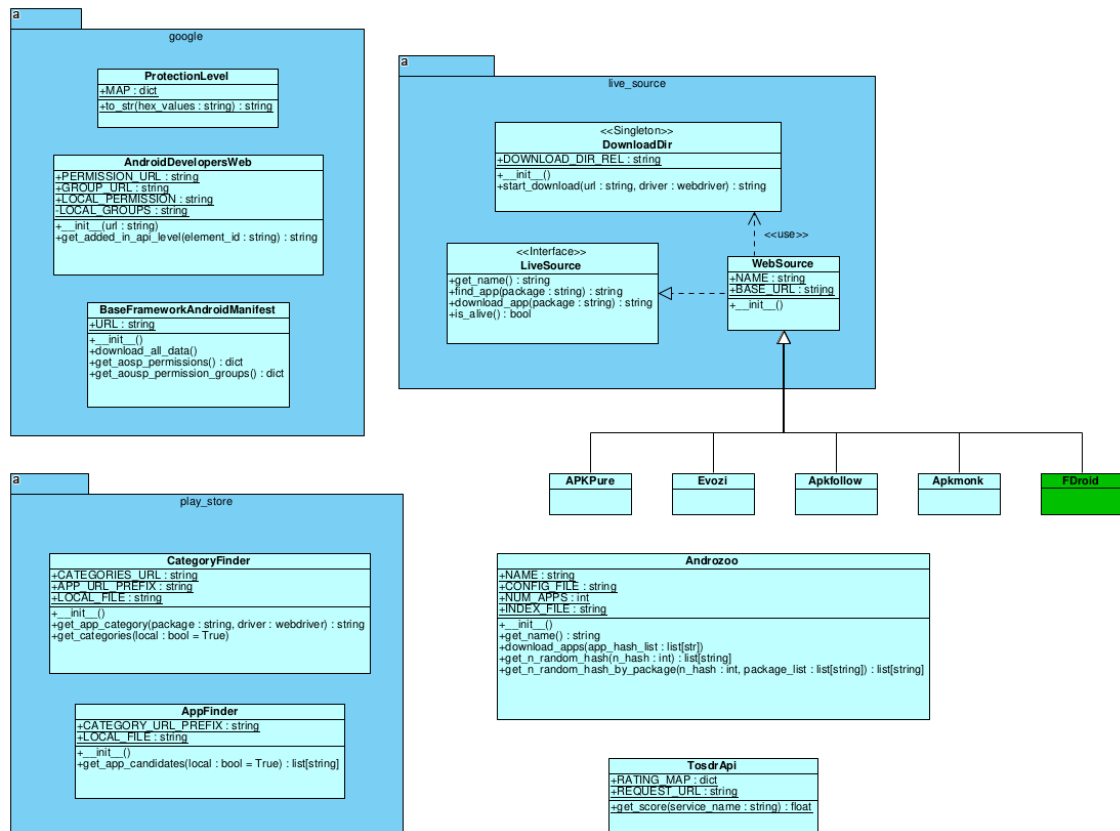 a
google
ProtectionLevel
+MAP : dict
+to_str(hex_values : string) : string
AndroidDevelopersWeb
+PERMISSION_URL : string
+GROUP_URL : string
+LOCAL_PERMISSION : string
-LOCAL_GROUPS : string
+__init__(url : string)
+get_added_in_api_level(element_id : string) : string
BaseFrameworkAndroidManifest
+URL : string
+__init__()
+download_all_data()
+get_aosp_permissions() : dict
+get_aousp_permission_groups() : dict
a
live_source
<<Singleton>>
DownloadDir
+DOWNLOAD_DIR_REL : string
+__init__()
+start_download(url : string, driver : webdriver) : string
<<use>>
<<Interface>>
LiveSource
+get_name() : string
+find_app(package : string) : string
+download_app(package : string) : string
+is_alive() : bool
WebSource
+NAME : string
+BASE_URL : strijng
+__init__()
APKPure
Evozi
Apkfollow
Apkmonk
FDroid
a
play_store
CategoryFinder
+CATEGORIES_URL : string
+APP_URL_PREFIX : string
+LOCAL_FILE : string
+__init__()
+get_app_category(package : string, driver : webdriver) : string
+get_categories(local : bool = True)
AppFinder
+CATEGORY_URL_PREFIX : string
+LOCAL_FILE : string
+__init__()
+get_app_candidates(local : bool = True) : list[string]
Androzoo
+NAME : string
+CONFIG_FILE : string
+NUM_APPS : int
+INDEX_FILE : string
+__init__()
+get_name() : string
+download_apps(app_hash_list : list[str])
+get_n_random_hash(n_hash : int) : list[string]
+get_n_random_hash_by_package(n_hash : int, package_list : list[string]) : list[string]
TosdrApi
+RATING_MAP : dict
+REQUEST_URL : string
+get_score(service_name : string) : float